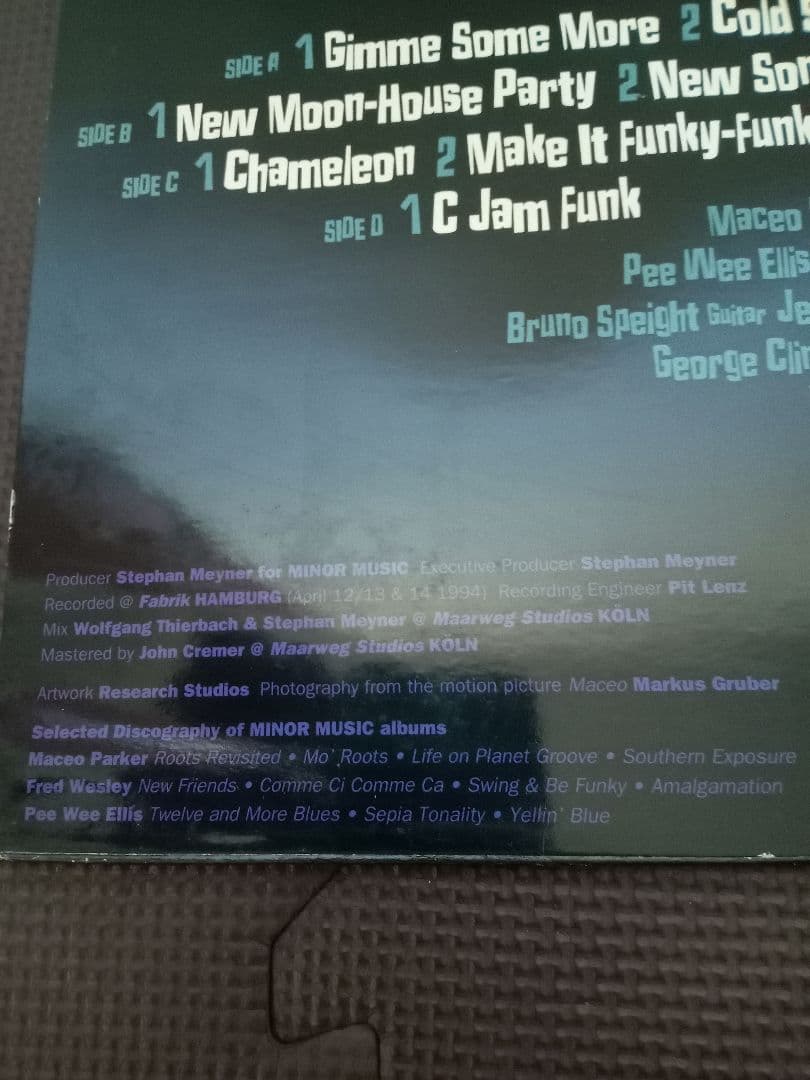 SIDE A 1 Gimme Some More 2 Cold
SIDE B 1 New Moon-House Party 2 New
SIDE C 1 Chameleon 2 Make It Funky-Funk
SIDE D 1 C Jam Funk
Maceo
Pee Wee Ellis
Bruno Speight Guitar
George
Producer Stephan Meyner for MINOR MUSIC Executive Producer Stephan Meyner
Recorded @ Fabrik HAMBURG (April 12/13 & 14 1994) Recording Engineer Pit Lenz
Mix Wolfgang Thierbach & Stephan Meyner @ Maarweg Studios KÖLN
Mastered by John Cremer @ Maarweg Studios KÖLN
Artwork Research Studios Photography from the motion picture Maceo Markus Gruber
Selected Discography of MINOR MUSIC albums
Maceo Parker Roots Revisited • Mo' Roots • Life on Planet Groove • Southern Exposure
Fred Wesley New Friends • Comme Ci Comme Ca • Swing & Be Funky • Amalgamation
Pee Wee Ellis Twelve and More Blues • Sepia Tonality • Yellin' Blue